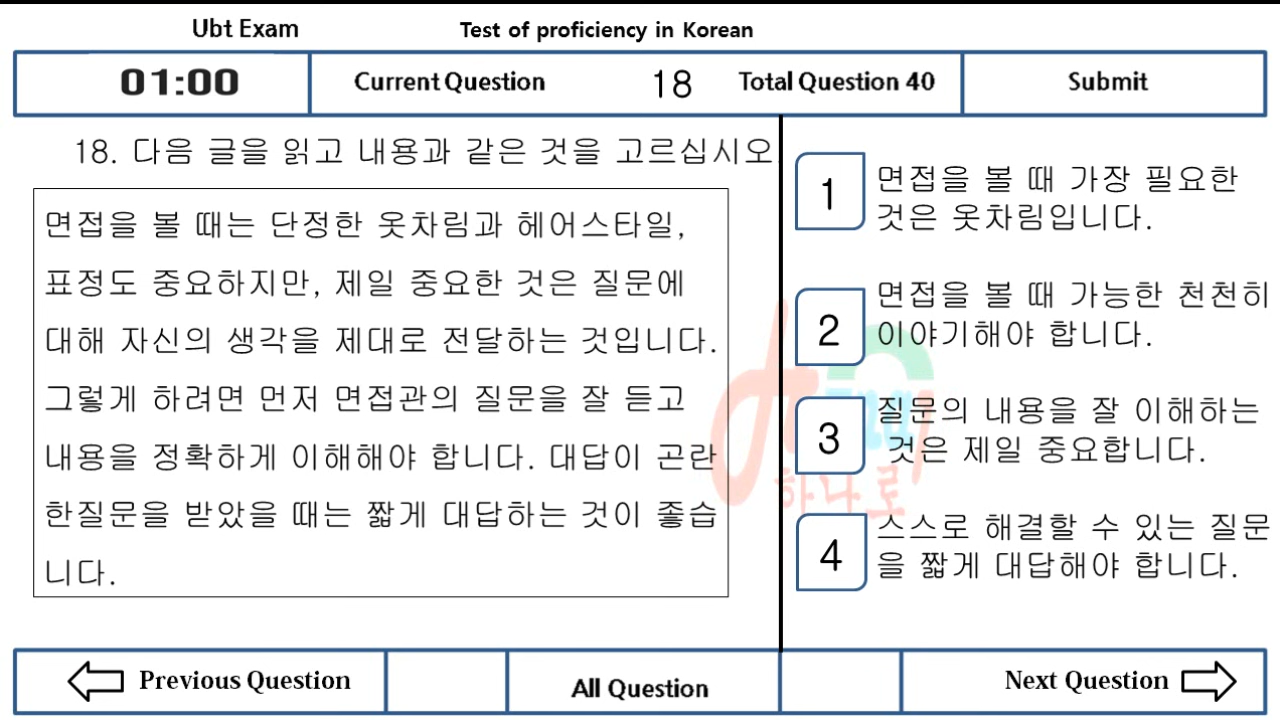 Ubt Exam
Test of proficiency in Korean
01:00
Current Question 18 Total Question 40
Submit
18. 다음 글을 읽고 내용과 같은 것을 고르십시오.
면접을 볼 때는 단정한 옷차림과 헤어스타일,
표정도 중요하지만, 제일 중요한 것은 질문에
대해 자신의 생각을 제대로 전달하는 것입니다.
그렇게 하려면 먼저 면접관의 질문을 잘 듣고
내용을 정확하게 이해해야 합니다. 대답이 곤란
한질문을 받았을 때는 짧게 대답하는 것이 좋습
니다.
1
면접을 볼 때 가장 필요한
것은 옷차림입니다.
2
면접을 볼 때 가능한 천천히
이야기해야 합니다.
3
질문의 내용을 잘 이해하는
것은 제일 중요합니다.
4
스스로 해결할 수 있는 질문
을 짧게 대답해야 합니다.
하나로
Previous Question
All Question
Next Question